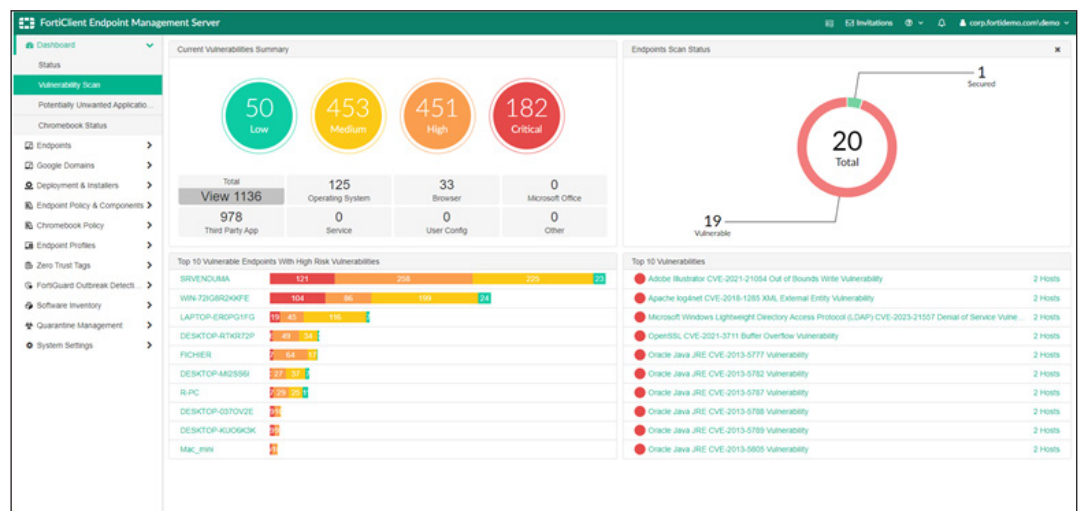 FortiClient Endpoint Management Server
Invitations
corp.fortidemo.com\demo
Dashboard
Status
Vulnerability Scan
Potentially Unwanted Applicatio...
Chromebook Status
Endpoints
Google Domains
Deployment & Installers
Endpoint Policy & Components
Chromebook Policy
Endpoint Profiles
Zero Trust Tags
FortiGuard Outbreak Detecti...
Software Inventory
Quarantine Management
System Settings
Current Vulnerabilities Summary
50
Low
453
Medium
451
High
182
Critical
Total
View 1136
125
Operating System
33
Browser
0
Microsoft Office
978
Third Party App
0
Service
0
User Config
0
Other
Endpoints Scan Status
1
Secured
20
Total
19
Vulnerable
Top 10 Vulnerable Endpoints With High Risk Vulnerabilities
SRVENDUMA 121 258 225 23
WIN-72IG8R2KKFE 104 86 199 24
LAPTOP-ER0PG1FG 19 45 116
DESKTOP-RTKR72P 49 34
FICHIER 64 17
DESKTOP-MI2SS6I 27 37
R-PC 7 29 25 11
DESKTOP-037OV2E
DESKTOP-KUO6K3K
Mac_mini
Top 10 Vulnerabilities
Adobe Illustrator CVE-2021-21054 Out of Bounds Write Vulnerability 2 Hosts
Apache log4net CVE-2018-1285 XML External Entity Vulnerability 2 Hosts
Microsoft Windows Lightweight Directory Access Protocol (LDAP) CVE-2023-21557 Denial of Service Vulne... 2 Hosts
OpenSSL CVE-2021-3711 Buffer Overflow Vulnerability 2 Hosts
Oracle Java JRE CVE-2013-5777 Vulnerability 2 Hosts
Oracle Java JRE CVE-2013-5782 Vulnerability 2 Hosts
Oracle Java JRE CVE-2013-5787 Vulnerability 2 Hosts
Oracle Java JRE CVE-2013-5788 Vulnerability 2 Hosts
Oracle Java JRE CVE-2013-5789 Vulnerability 2 Hosts
Oracle Java JRE CVE-2013-5805 Vulnerability 2 Hosts